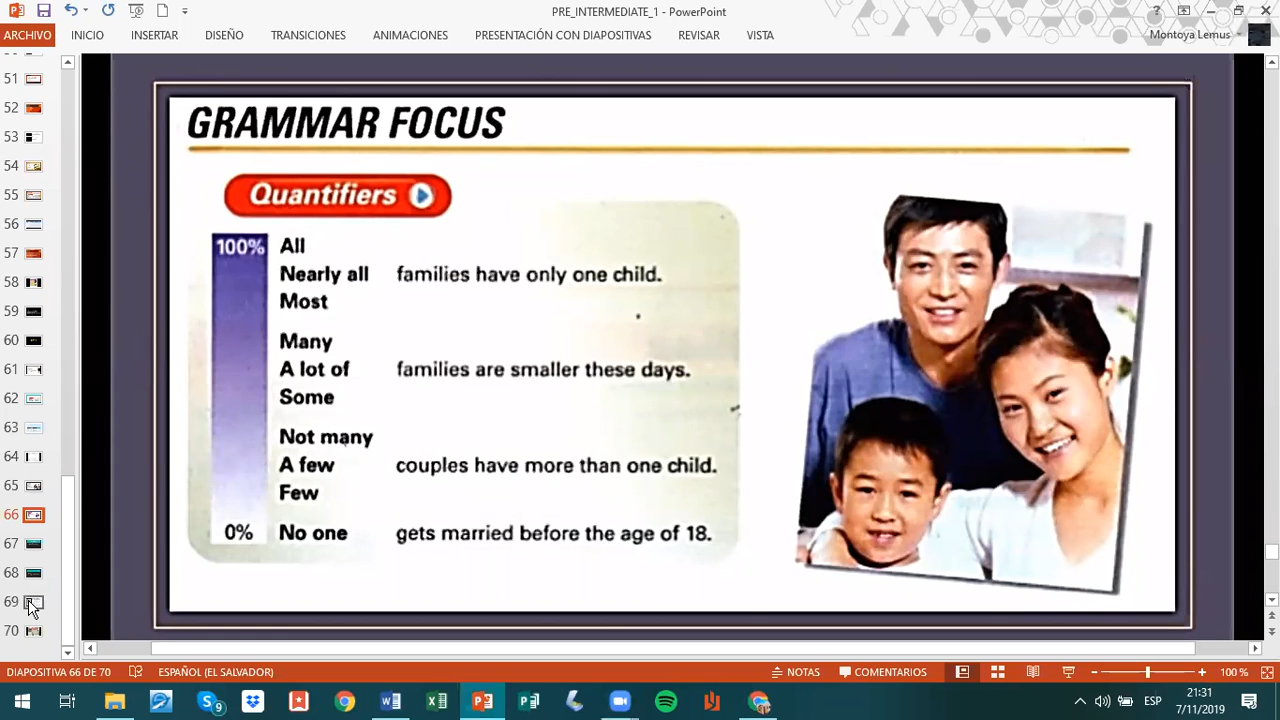 PRE_INTERMEDIATE_1 - PowerPoint
?
ARCHIVO INICIO INSERTAR DISEÑO TRANSICIONES ANIMACIONES PRESENTACIÓN CON DIAPOSITIVAS REVISAR VISTA Montoya Lemus
51
52
53
54
55
56
57
58
59
60
61
62
63
64
65
66
67
68
69
70
GRAMMAR FOCUS
Quantifiers
100% All
Nearly all families have only one child.
Most
Many
A lot of families are smaller these days.
Some
Not many
A few couples have more than one child.
Few
0% No one gets married before the age of 18.
DIAPOSITIVA 66 DE 70 ESPAÑOL (EL SALVADOR) NOTAS COMENTARIOS 100 %
ESP 21:31
7/11/2019